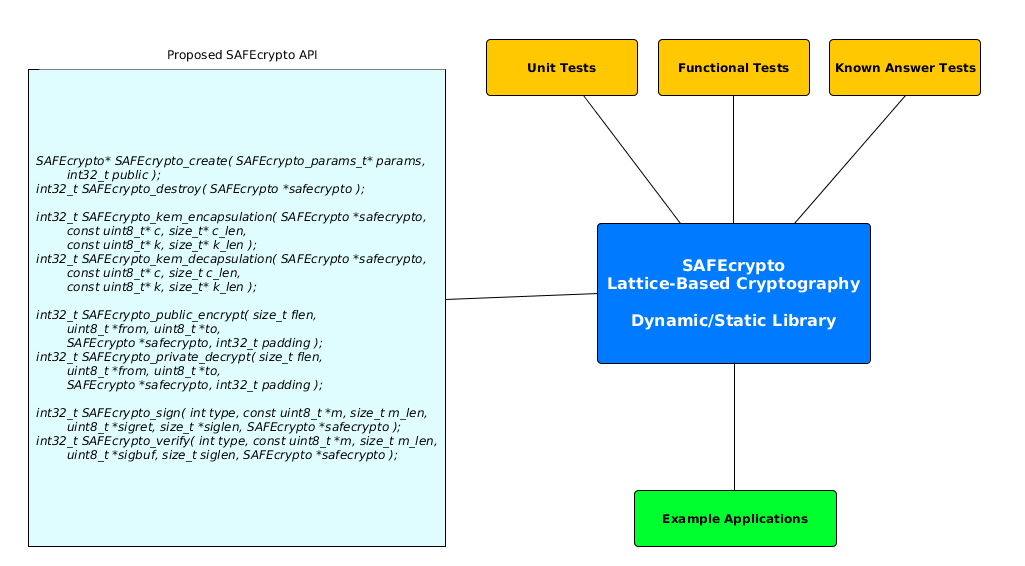 Proposed SAFEcrypto API
SAFEcrypto* SAFEcrypto_create( SAFEcrypto_params_t* params,
int32_t public );
int32_t SAFEcrypto_destroy( SAFEcrypto *safecrypto );
int32_t SAFEcrypto_kem_encapsulation( SAFEcrypto *safecrypto,
const uint8_t* c, size_t* c_len,
const uint8_t* k, size_t* k_len );
int32_t SAFEcrypto_kem_decapsulation( SAFEcrypto *safecrypto,
const uint8_t* c, size_t c_len,
const uint8_t* k, size_t* k_len );
int32_t SAFEcrypto_public_encrypt( size_t flen,
uint8_t *from, uint8_t *to,
SAFEcrypto *safecrypto, int32_t padding );
int32_t SAFEcrypto_private_decrypt( size_t flen,
uint8_t *from, uint8_t *to,
SAFEcrypto *safecrypto, int32_t padding );
int32_t SAFEcrypto_sign( int type, const uint8_t *m, size_t m_len,
uint8_t *sigret, size_t *siglen, SAFEcrypto *safecrypto );
int32_t SAFEcrypto_verify( int type, const uint8_t *m, size_t m_len,
uint8_t *sigbuf, size_t siglen, SAFEcrypto *safecrypto );
Unit Tests
Functional Tests
Known Answer Tests
SAFEcrypto
Lattice-Based Cryptography
Dynamic/Static Library
Example Applications